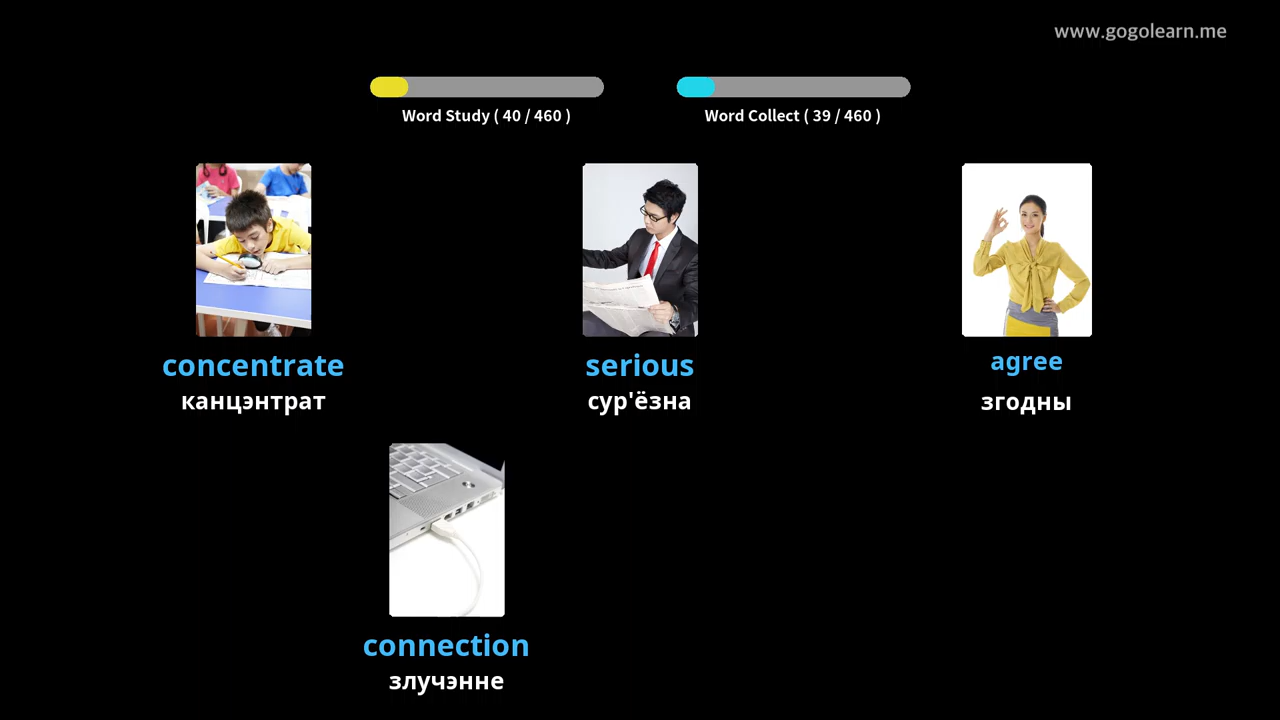 www.gogolearn.me
Word Study ( 40 / 460 )
Word Collect ( 39 / 460 )
concentrate
канцэнтрат
serious
сур'ёзна
agree
згодны
connection
злучэнне